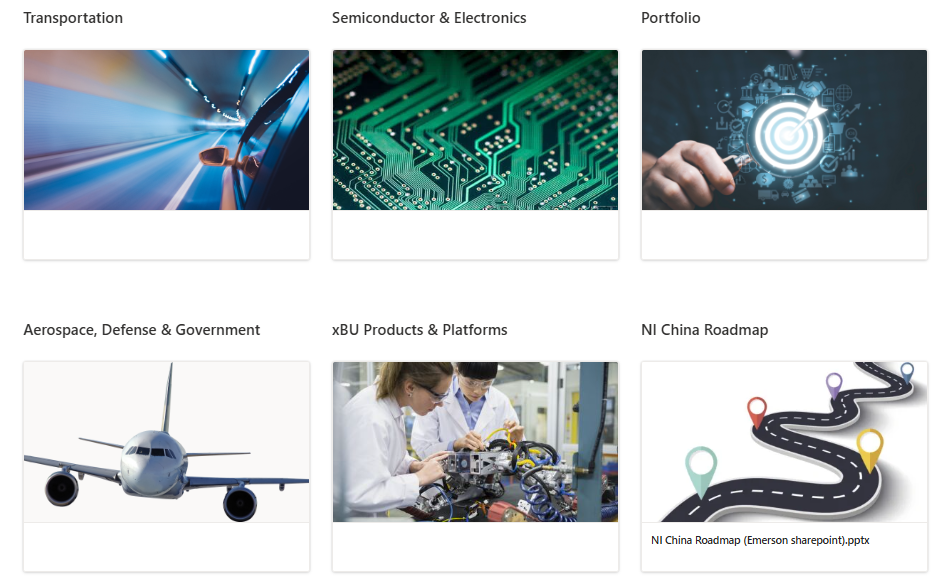 Transportation
Semiconductor & Electronics
Portfolio
Aerospace, Defense & Government
xBU Products & Platforms
NI China Roadmap
NI China Roadmap (Emerson sharepoint).pptx